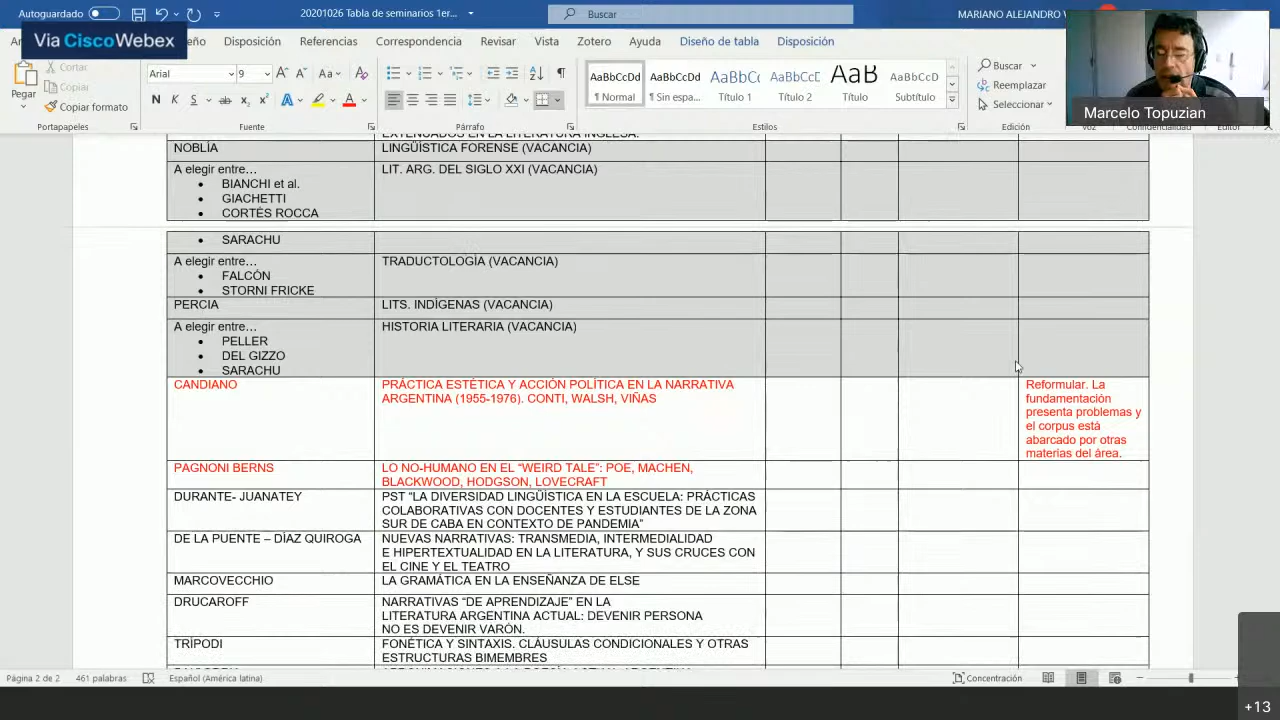 Autoguardado
20201026 Tabla de seminarios 1er...
Buscar
MARIANO ALEJANDRO V
Via CiscoWebex
Disposición
Referencias
Correspondencia
Revisar
Vista
Zotero
Ayuda
Diseño de tabla
Disposición
Pegar
Cortar
Copiar
Copiar formato
Portapapeles
Arial
9
N K S ab x₂ x²
Fuente
Párrafo
AaBbCcDd
¶ Normal
AaBbCcDd
¶ Sin espa...
AaBbCc
Título 1
AaBbCcE
Título 2
AaB
Título
AaBbCcD
Subtítulo
Estilos
Buscar
Reemplazar
Seleccionar
Edición
Voz
Confidencialidad
Editor
Marcelo Topuzian
EXTENUADOS EN LA LITERATURA INGLESA.
NOBLÍA
LINGÜÍSTICA FORENSE (VACANCIA)
A elegir entre...
• BIANCHI et al.
• GIACHETTI
• CORTÉS ROCCA
LIT. ARG. DEL SIGLO XXI (VACANCIA)
• SARACHU
A elegir entre...
• FALCÓN
• STORNI FRICKE
TRADUCTOLOGÍA (VACANCIA)
PERCIA
LITS. INDÍGENAS (VACANCIA)
A elegir entre...
• PELLER
• DEL GIZZO
• SARACHU
HISTORIA LITERARIA (VACANCIA)
CANDIANO
PRÁCTICA ESTÉTICA Y ACCIÓN POLÍTICA EN LA NARRATIVA
ARGENTINA (1955-1976). CONTI, WALSH, VIÑAS
Reformular. La
fundamentación
presenta problemas y
el corpus está
abarcado por otras
materias del área.
PAGNONI BERNS
LO NO-HUMANO EN EL “WEIRD TALE”: POE, MACHEN,
BLACKWOOD, HODGSON, LOVECRAFT
DURANTE- JUANATEY
PST “LA DIVERSIDAD LINGÜÍSTICA EN LA ESCUELA: PRÁCTICAS
COLABORATIVAS CON DOCENTES Y ESTUDIANTES DE LA ZONA
SUR DE CABA EN CONTEXTO DE PANDEMIA”
DE LA PUENTE – DÍAZ QUIROGA
NUEVAS NARRATIVAS: TRANSMEDIA, INTERMEDIALIDAD
E HIPERTEXTUALIDAD EN LA LITERATURA, Y SUS CRUCES CON
EL CINE Y EL TEATRO
MARCOVECCHIO
LA GRAMÁTICA EN LA ENSEÑANZA DE ELSE
DRUCAROFF
NARRATIVAS “DE APRENDIZAJE” EN LA
LITERATURA ARGENTINA ACTUAL: DEVENIR PERSONA
NO ES DEVENIR VARÓN.
TRÍPODI
FONÉTICA Y SINTAXIS. CLÁUSULAS CONDICIONALES Y OTRAS
ESTRUCTURAS BIMEMBRES
Página 2 de 2
461 palabras
Español (América latina)
Concentración
+13